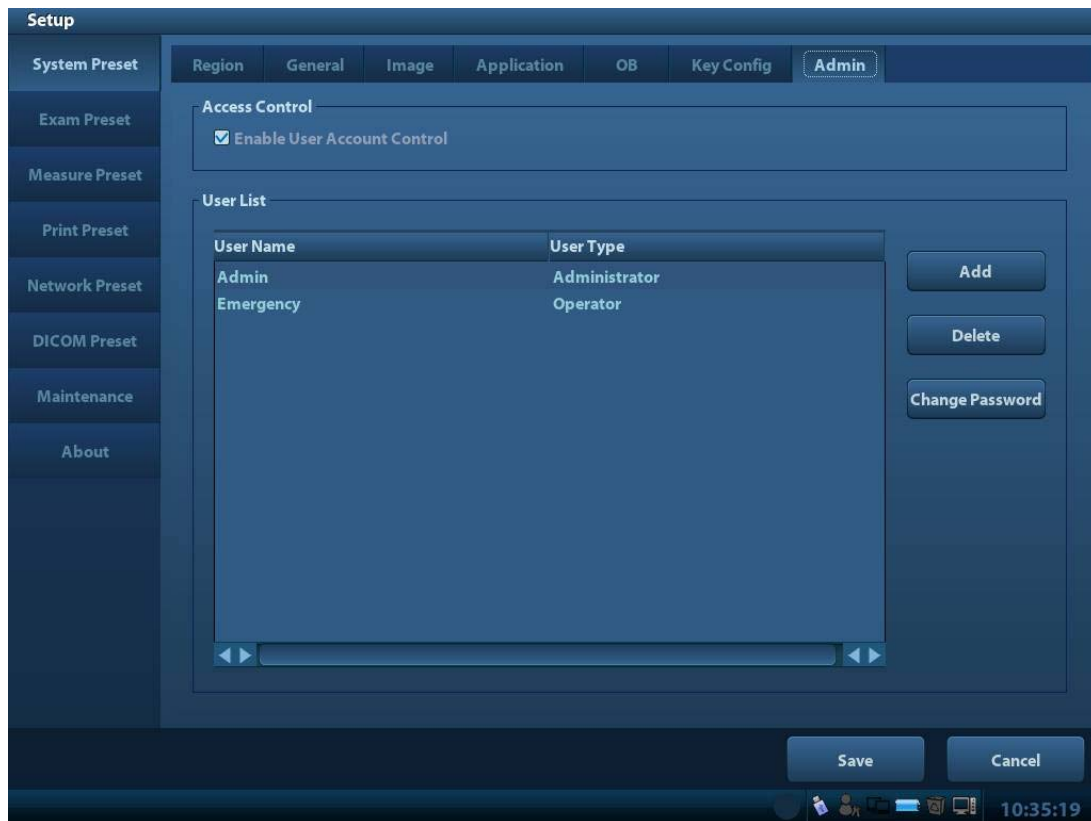 Setup
System Preset
Exam Preset
Measure Preset
Print Preset
Network Preset
DICOM Preset
Maintenance
About
Region General Image Application OB Key Config Admin
Access Control
Enable User Account Control
User List
User Name User Type
Admin Administrator
Emergency Operator
Add
Delete
Change Password
Save Cancel
10:35:19